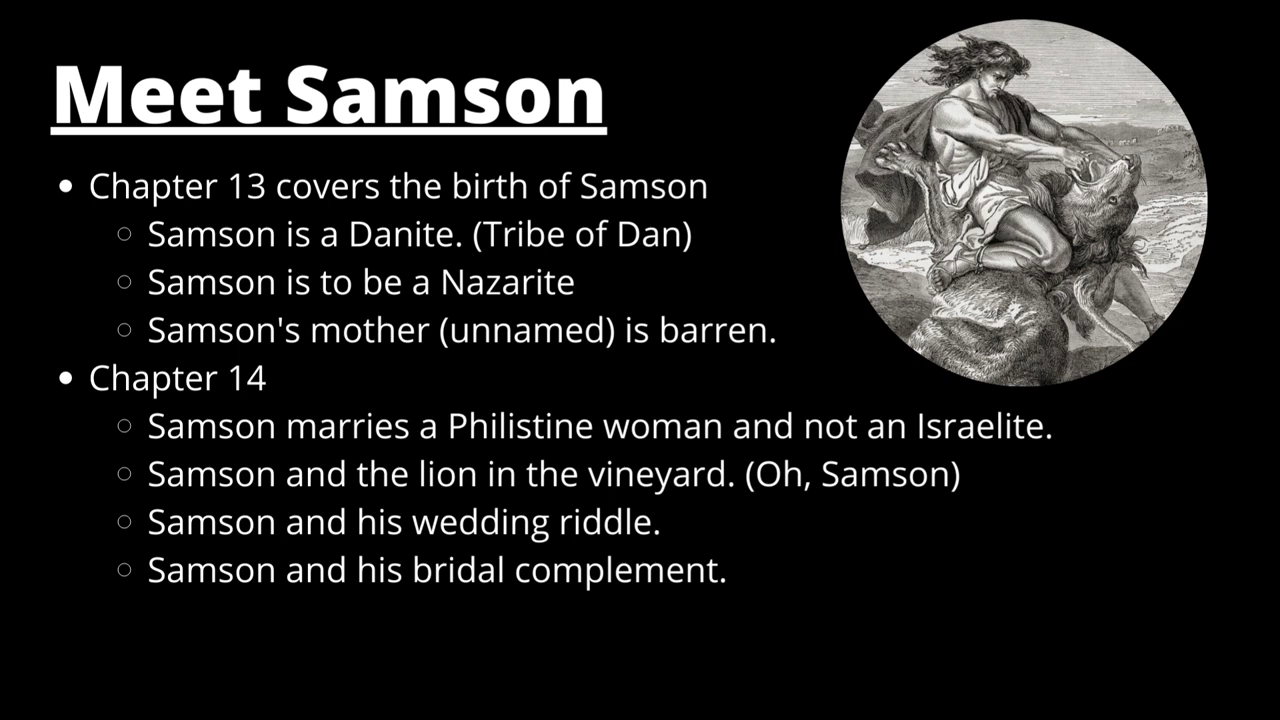 Meet Samson
• Chapter 13 covers the birth of Samson
○ Samson is a Danite. (Tribe of Dan)
○ Samson is to be a Nazarite
○ Samson's mother (unnamed) is barren.
• Chapter 14
○ Samson marries a Philistine woman and not an Israelite.
○ Samson and the lion in the vineyard. (Oh, Samson)
○ Samson and his wedding riddle.
○ Samson and his bridal complement.